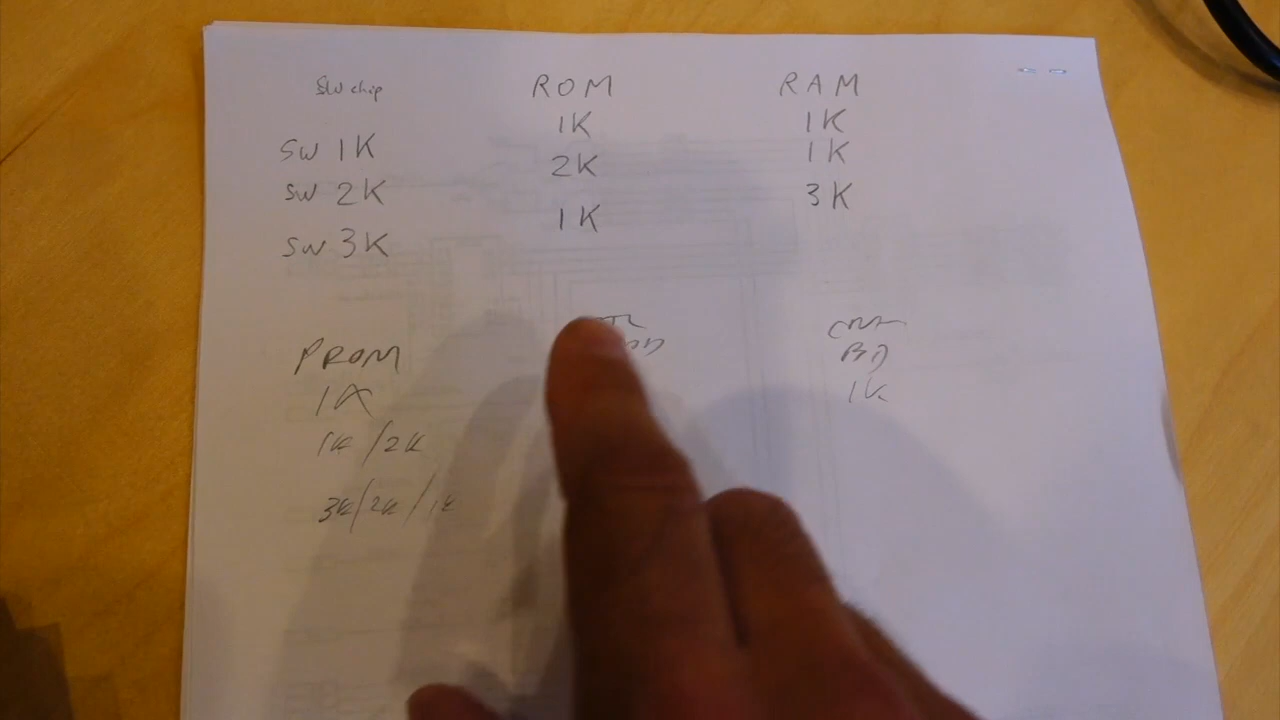 SW chip ROM RAM
1K 1K
SW 1K 2K 1K
SW 2K 1K 3K
SW 3K
PROM BD
1K 1K
1K/2K
3K/2K/1K